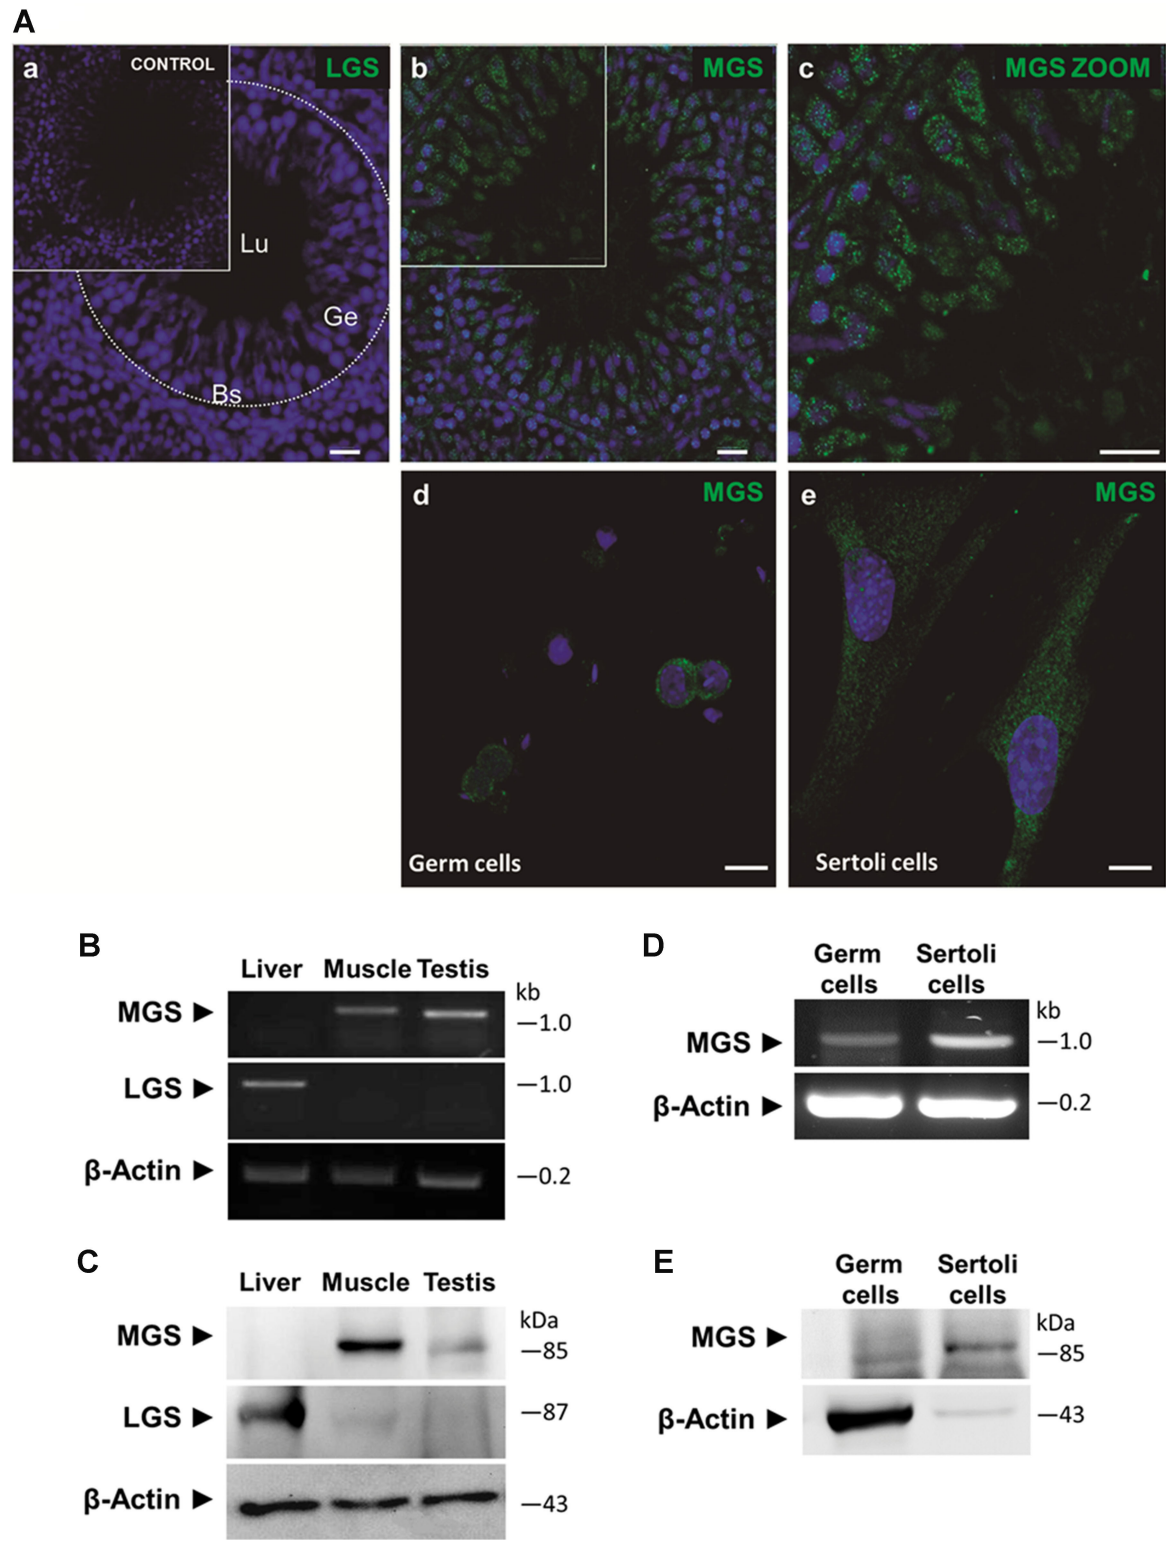 A
a
CONTROL
LGS
Lu
Ge
Bs
b
MGS
c
MGS ZOOM
d
MGS
Germ cells
e
MGS
Sertoli cells
B
Liver Muscle Testis
kb
MGS ►
—1.0
LGS ►
—1.0
β-Actin ►
—0.2
D
Germ cells
Sertoli cells
kb
MGS ►
—1.0
β-Actin ►
—0.2
C
Liver Muscle Testis
kDa
MGS ►
—85
LGS ►
—87
β-Actin ►
—43
E
Germ cells
Sertoli cells
kDa
MGS ►
—85
β-Actin ►
—43